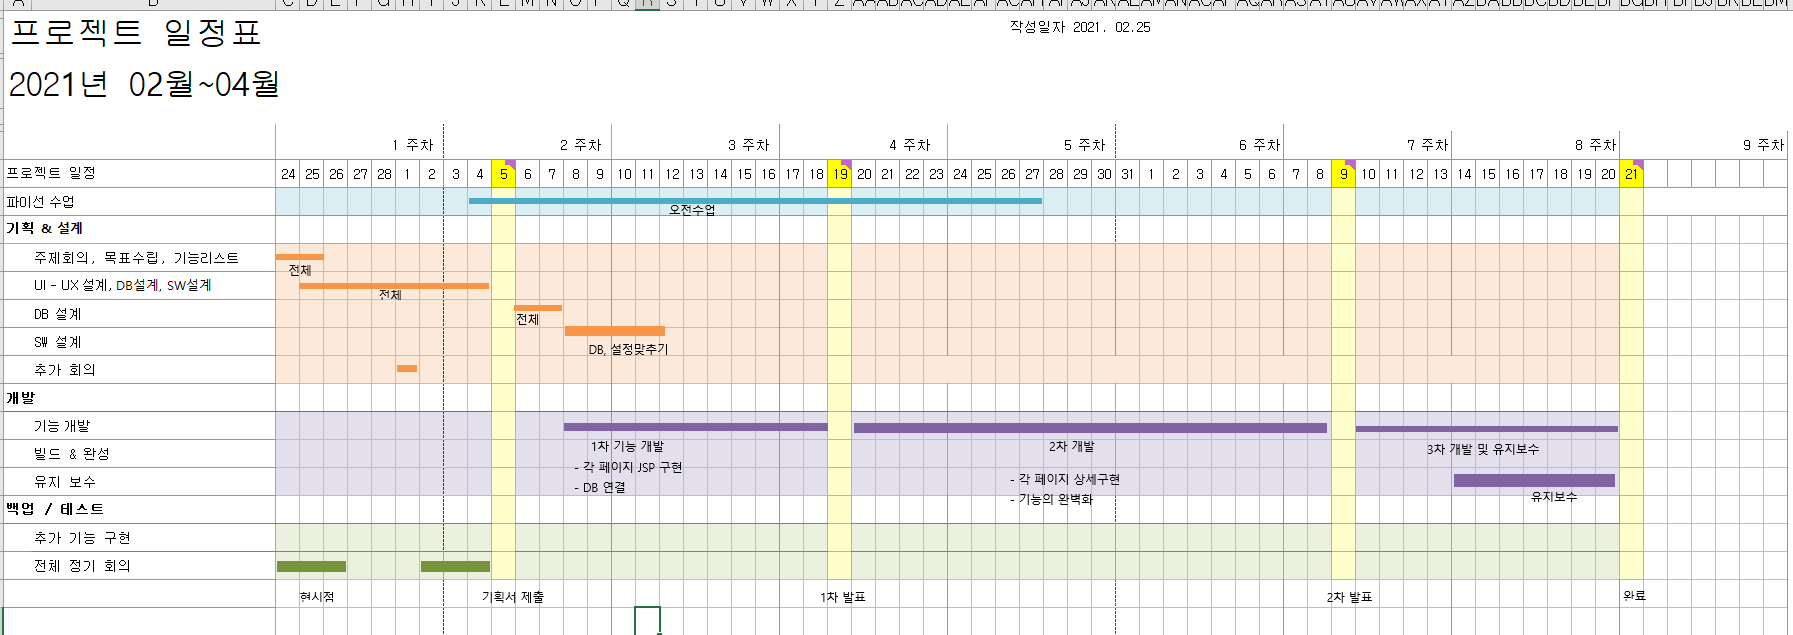 프로젝트 일정표
작성일자 2021. 02.25
2021년 02월~04월
1 주차 2 주차 3 주차 4 주차 5 주차 6 주차 7 주차 8 주차 9 주차
프로젝트 일정 24 25 26 27 28 1 2 3 4 5 6 7 8 9 10 11 12 13 14 15 16 17 18 19 20 21 22 23 24 25 26 27 28 29 30 31 1 2 3 4 5 6 7 8 9 10 11 12 13 14 15 16 17 18 19 20 21
파이선 수업
오전수업
기획 & 설계
주제회의, 목표수립, 기능리스트
전체
UI - UX 설계, DB설계, SW설계
전체
DB 설계
전체
SW 설계
DB, 설정맞추기
추가 회의
개발
기능 개발
1차 기능 개발
2차 개발
3차 개발 및 유지보수
빌드 & 완성
- 각 페이지 JSP 구현
- 각 페이지 상세구현
유지 보수
- DB 연결
- 기능의 완벽화
유지보수
백업 / 테스트
추가 기능 구현
전체 정기 회의
현시점 기획서 제출 1차 발표 2차 발표 완료